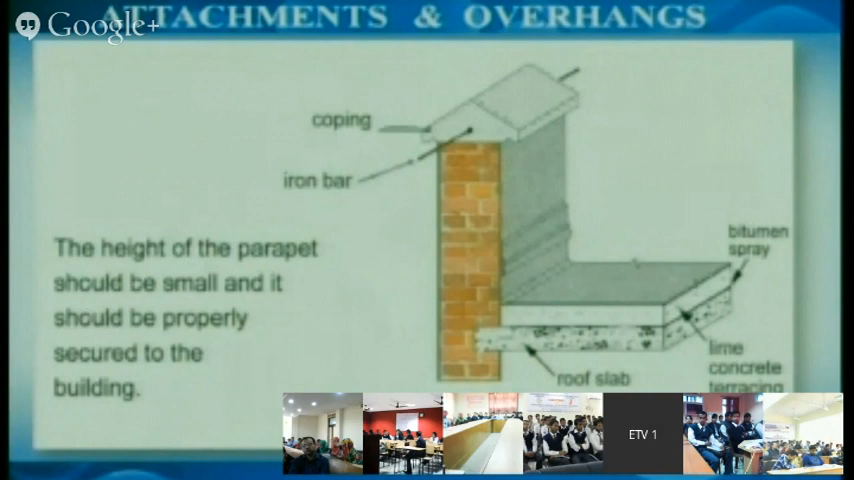 ATTACHMENTS & OVERHANGS
Google+
coping
iron bar
The height of the parapet
should be small and it
should be properly
secured to the
building.
bitumen
spray
lime
concrete
terracing
roof slab
ETV 1